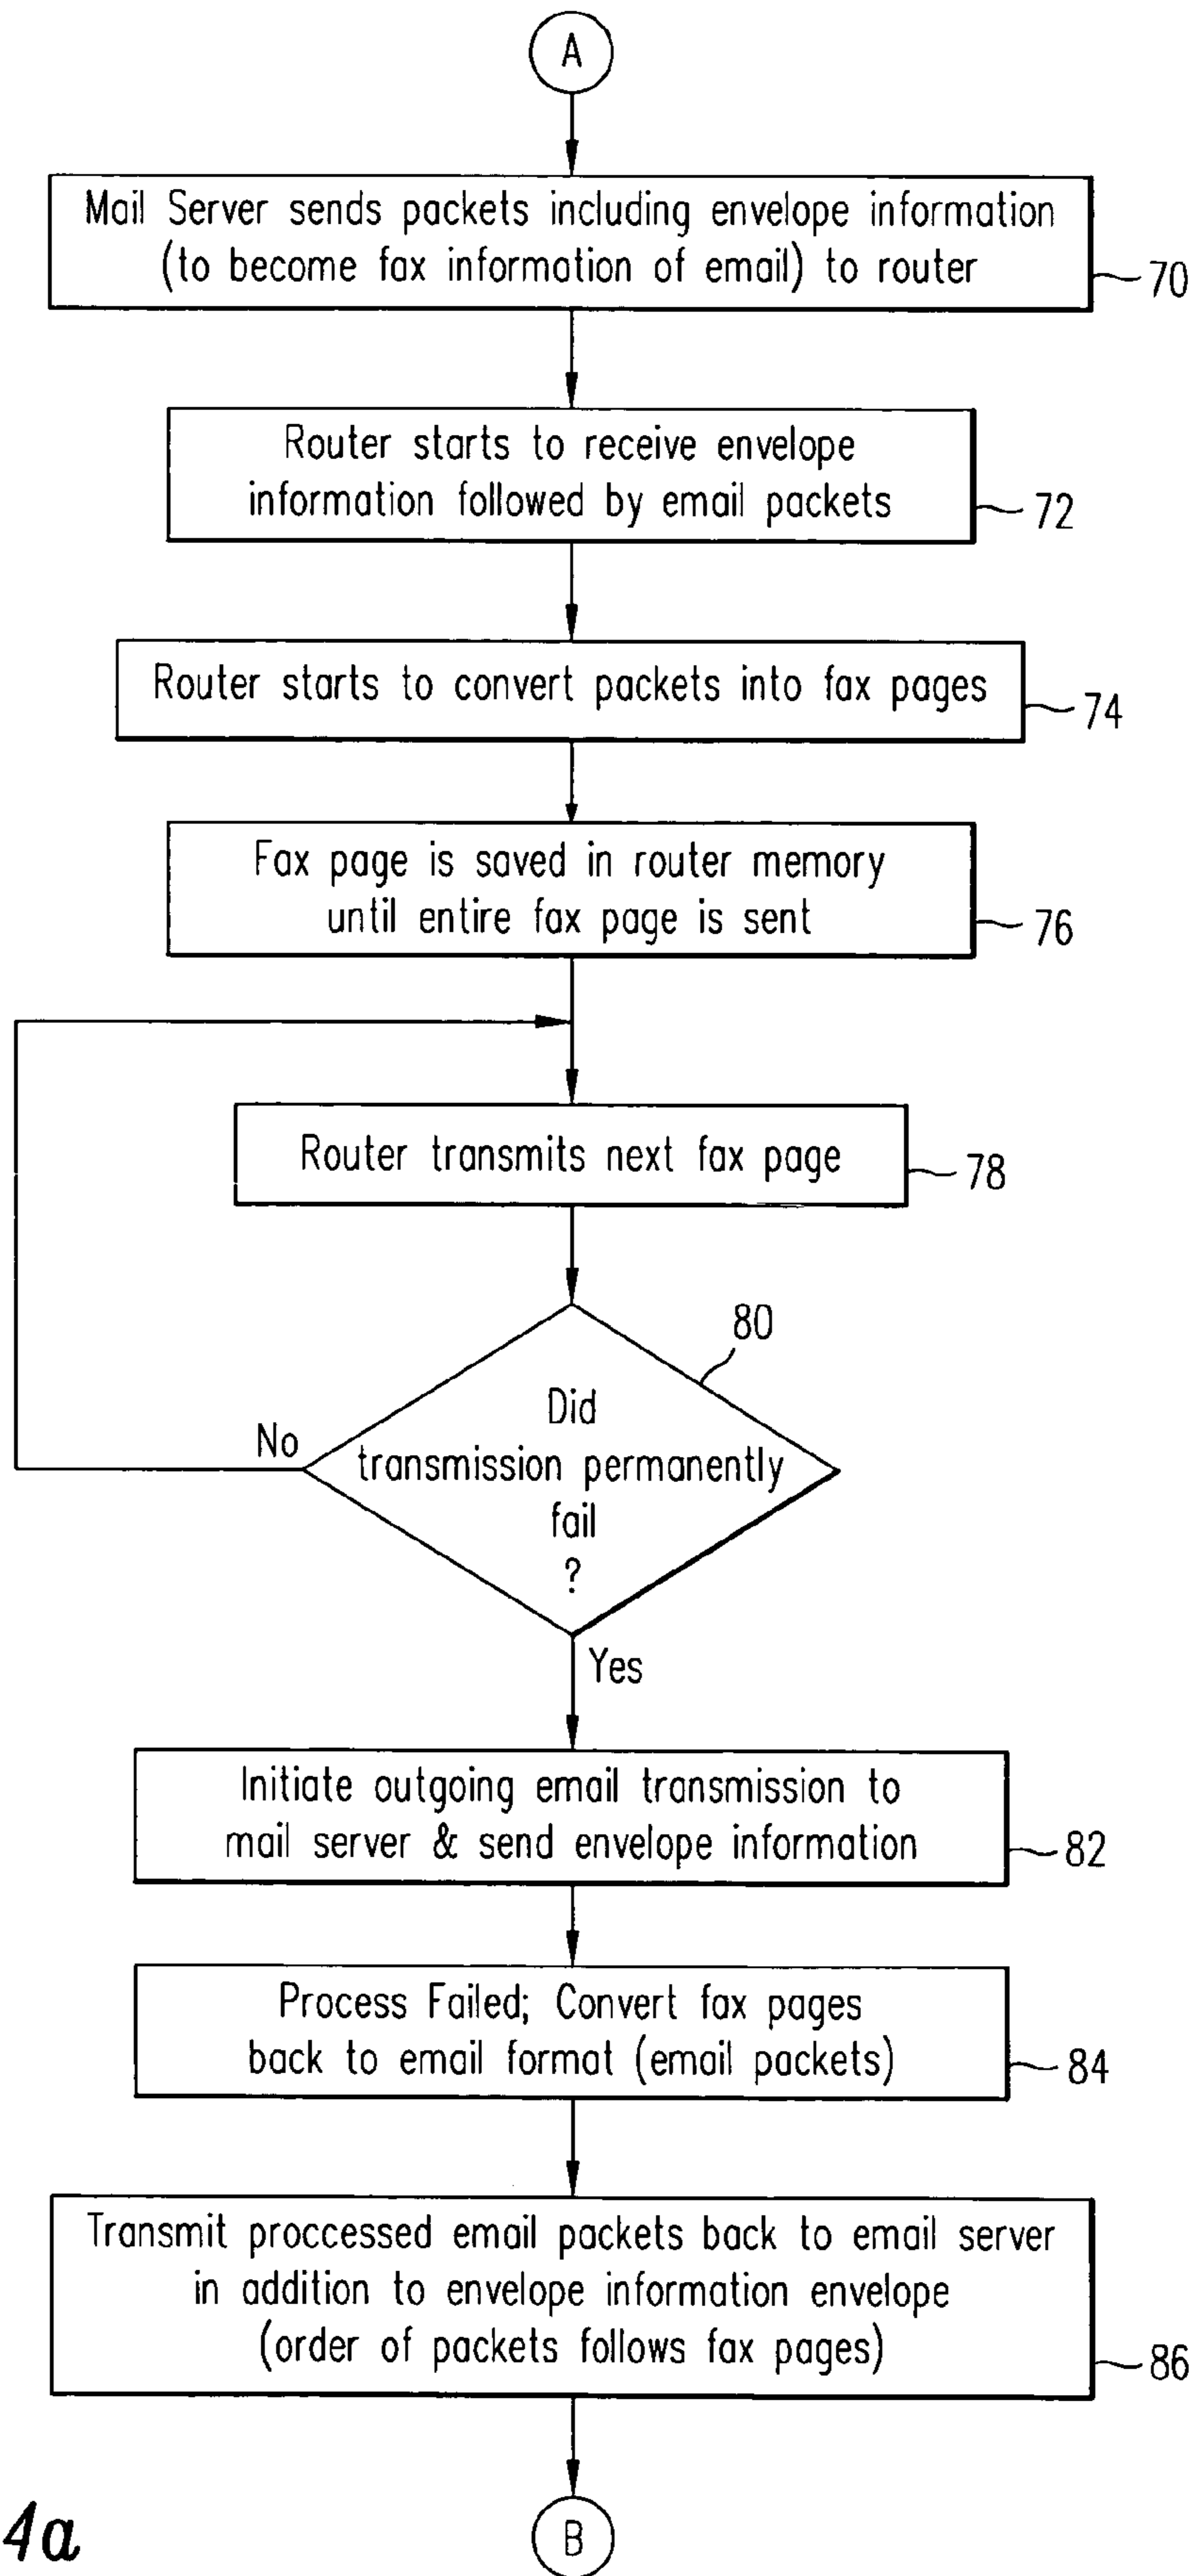 A
Mail Server sends packets including envelope information
(to become fax information of email) to router
70
Router starts to receive envelope
information followed by email packets
72
Router starts to convert packets into fax pages
74
Fax page is saved in router memory
until entire fax page is sent
76
Router transmits next fax page
78
80
Did
transmission permanently
fail
?
No
Yes
Initiate outgoing email transmission to
mail server & send envelope information
82
Process Failed; Convert fax pages
back to email format (email packets)
84
Transmit proccessed email packets back to email server
in addition to envelope information envelope
(order of packets follows fax pages)
86
B
4a